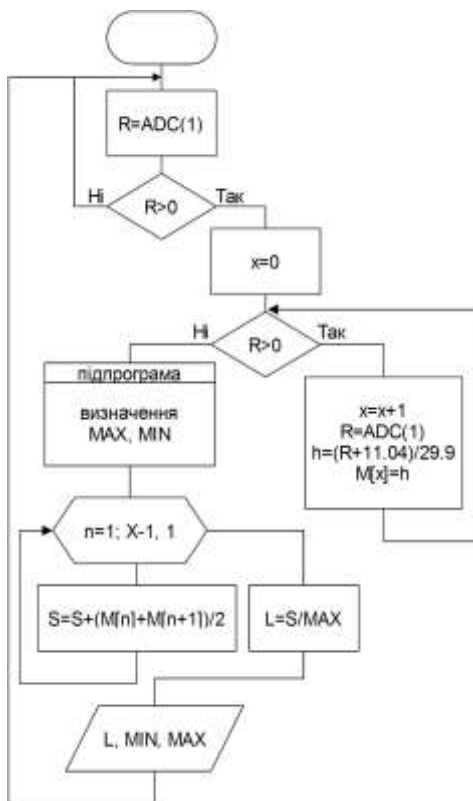 R=ADC(1)
Ні
R>0
Так
x=0
Ні
R>0
Так
підпрограма
визначення
MAX, MIN
x=x+1
R=ADC(1)
h=(R+11.04)/29.9
M[x]=h
n=1; X-1, 1
S=S+(M[n]+M[n+1])/2
L=S/MAX
L, MIN, MAX